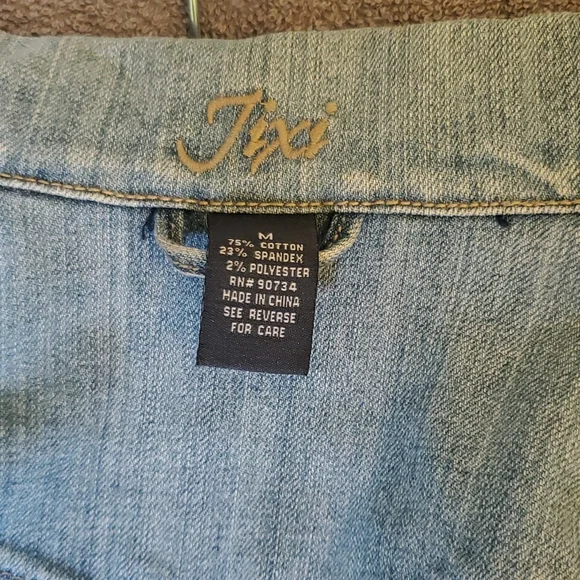 Jixi
M
75% COTTON
23% SPANDEX
2% POLYESTER
RN# 90734
MADE IN CHINA
SEE REVERSE
FOR CARE